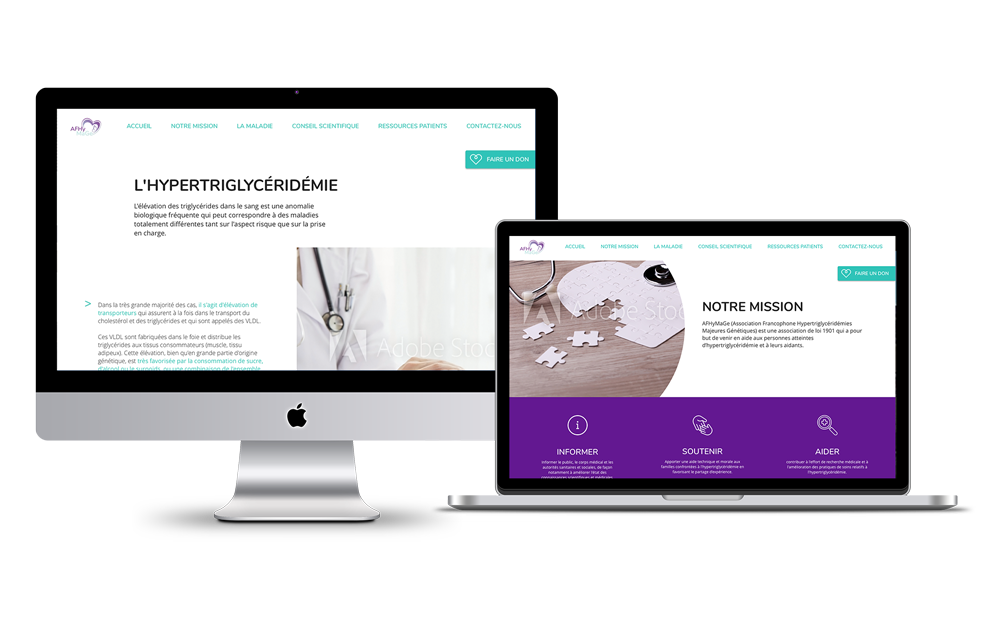 AFHy
MaGe
ACCUEIL
NOTRE MISSION
LA MALADIE
CONSEIL SCIENTIFIQUE
RESSOURCES PATIENTS
CONTACTEZ-NOUS
FAIRE UN DON
L'HYPERTRIGLYCÉRIDÉMIE
L'élévation des triglycérides dans le sang est une anomalie
biologique fréquente qui peut correspondre à des maladies
totalement différentes tant sur l'aspect risque que sur la prise
en charge.
> Dans la très grande majorité des cas, il s'agit d'élévation de
transporteurs qui assurent à la fois dans le transport du
cholestérol et des triglycérides et qui sont appelés des VLDL.
Ces VLDL sont fabriquées dans le foie et distribue les
triglycérides aux tissus consommateurs (muscle, tissu
adipeux). Cette élévation, bien qu'en grande partie d'origine
génétique, est très favorisée par la consommation de sucre,
d'alcool ou le surpoids, ou une combinaison de l'ensemble
Adobe Stock
AFHy
MaGe
ACCUEIL
NOTRE MISSION
LA MALADIE
CONSEIL SCIENTIFIQUE
RESSOURCES PATIENTS
CONTACTEZ-NOUS
FAIRE UN DON
Adobe Stock
NOTRE MISSION
AFHyMaGe (Association Francophone Hypertriglycéridémies
Majeures Génétiques) est une association de loi 1901 qui a pour
but de venir en aide aux personnes atteintes
d'hypertriglycéridémie et à leurs aidants.
i
INFORMER
Informer le public, le corps médical et les
autorités sanitaires et sociales, de façon
notamment à améliorer l'état des
connaissances scientifiques et médicales
SOUTENIR
Apporter une aide technique et morale aux
familles confrontées à l'hypertriglycéridémie en
favorisant le partage d'expérience.
AIDER
contribuer à l'effort de recherche médicale et à
l'amélioration des pratiques de soins relatifs à
l'hypertriglycéridémie.